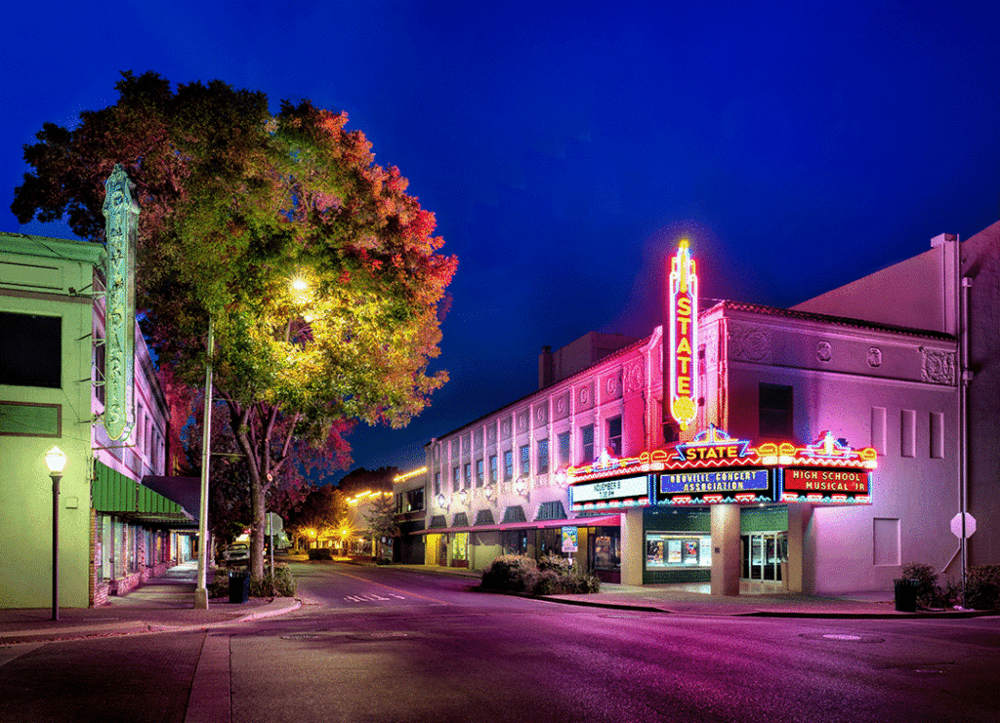 STATE
STATE
NOVEMBER 8
OROVILLE CONCERT
ASSOCIATION
HIGH SCHOOL
MUSICAL JR